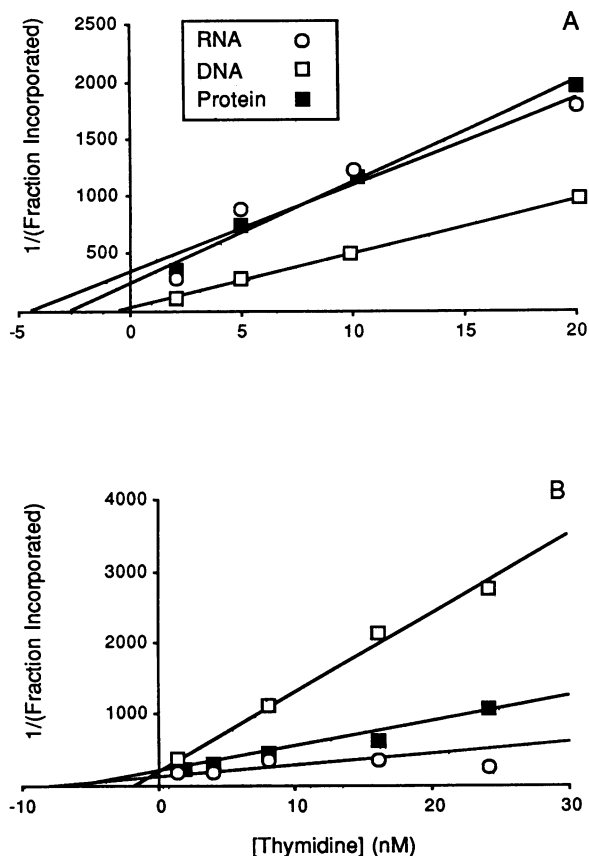 A
1/(Fraction Incorporated)
2500
2000
1500
1000
500
RNA
DNA
Protein
-5 0 5 10 15 20
B
1/(Fraction Incorporated)
4000
3000
2000
1000
-10 0 10 20 30
[Thymidine] (nM)